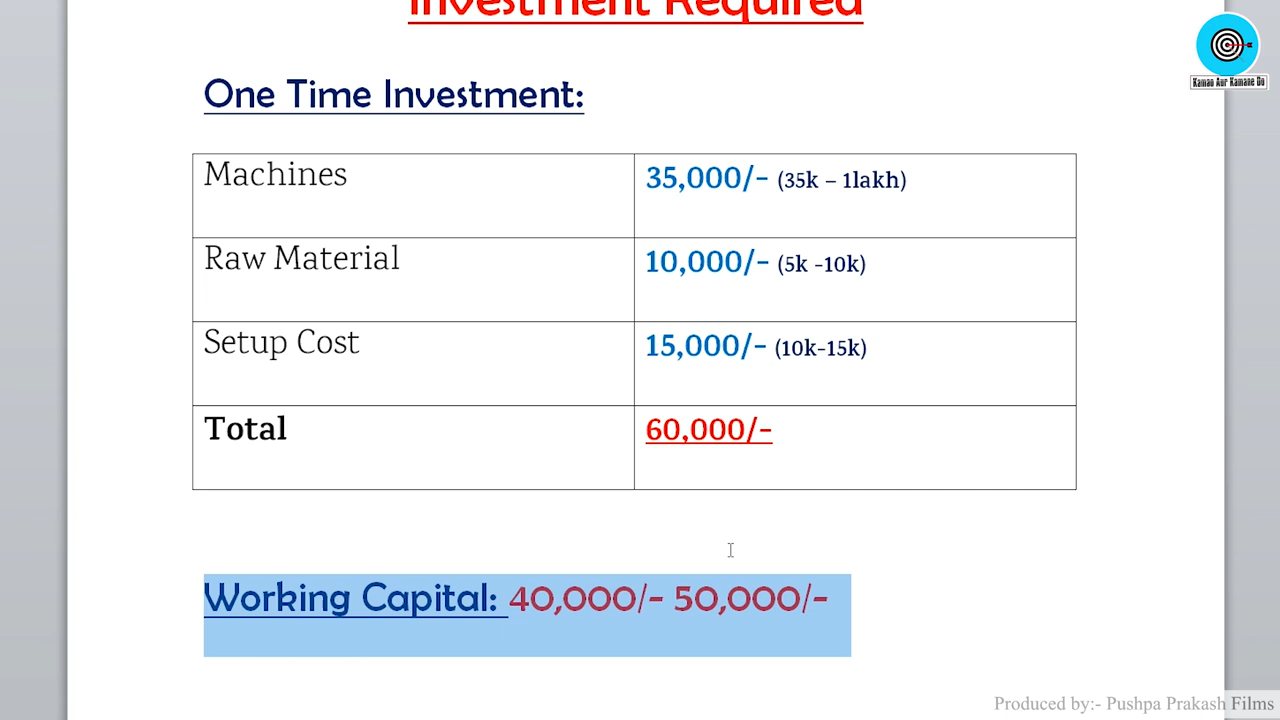 Investment Required
Kamao Aur Kamane Do
One Time Investment:
Machines 35,000/- (35k – 1lakh)
Raw Material 10,000/- (5k -10k)
Setup Cost 15,000/- (10k-15k)
Total 60,000/-
Working Capital: 40,000/- 50,000/-
Produced by:- Pushpa Prakash Films